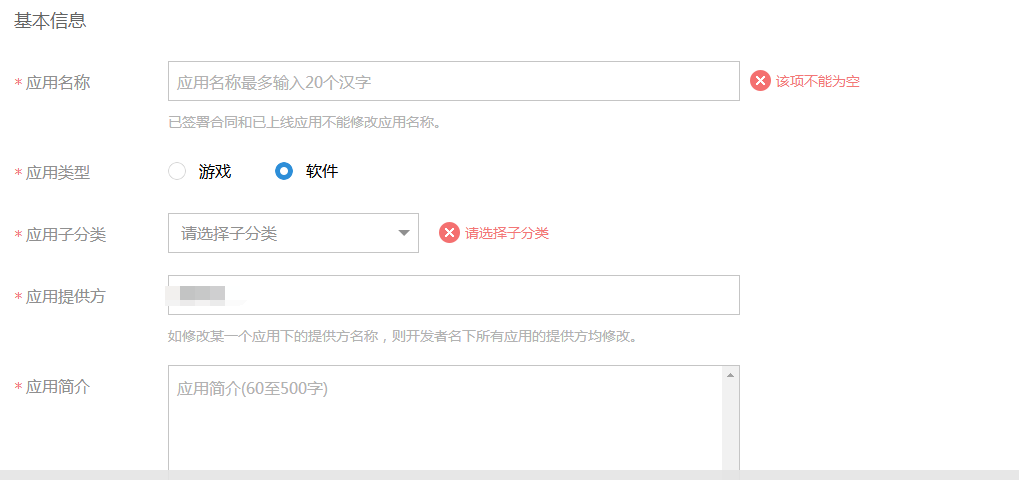 基本信息
* 应用名称
应用名称最多输入20个汉字
该项不能为空
已签署合同和已上线应用不能修改应用名称。
* 应用类型
游戏
软件
* 应用子分类
请选择子分类
请选择子分类
* 应用提供方
如修改某一个应用下的提供方名称，则开发者名下所有应用的提供方均修改。
* 应用简介
应用简介(60至500字)